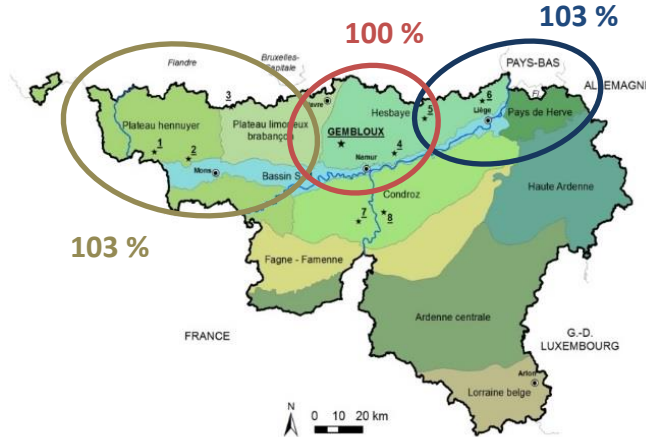 103 %
100 %
PAYS-BAS
Flandre
Bruxelles-
Capitale
ALLEMAGNE
3
6
Hesbaye
5
Liège
Pays de Herve
Plateau hennuyer
Plateau limoneux
brabançon
GEMBLOUX
1
2
4
Mons
Namur
Bassin
Haute Ardenne
Condroz
7
8
103 %
Fagne - Famenne
Ardenne centrale
FRANCE
G.-D.
LUXEMBOURG
Arlon
Lorraine belge
N
0 10 20 km